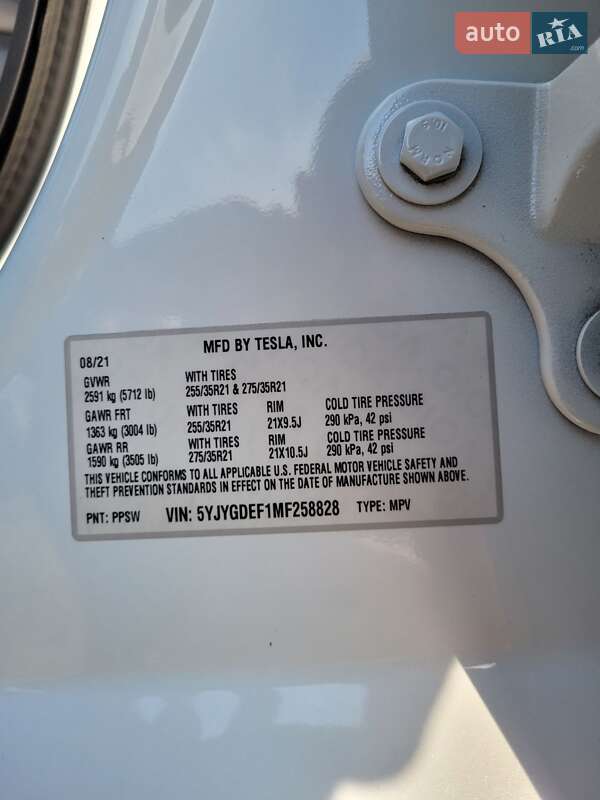 auto RIA .com
10.9
MFD BY TESLA, INC.
08/21
GVWR WITH TIRES
2591 kg (5712 lb) 255/35R21 & 275/35R21
GAWR FRT WITH TIRES RIM COLD TIRE PRESSURE
1363 kg (3004 lb) 255/35R21 21X9.5J 290 kPa, 42 psi
GAWR RR WITH TIRES RIM COLD TIRE PRESSURE
1590 kg (3505 lb) 275/35R21 21X10.5J 290 kPa, 42 psi
THIS VEHICLE CONFORMS TO ALL APPLICABLE U.S. FEDERAL MOTOR VEHICLE SAFETY AND
THEFT PREVENTION STANDARDS IN EFFECT ON THE DATE OF MANUFACTURE SHOWN ABOVE.
PNT: PPSW VIN: 5YJYGDEF1MF258828 TYPE: MPV